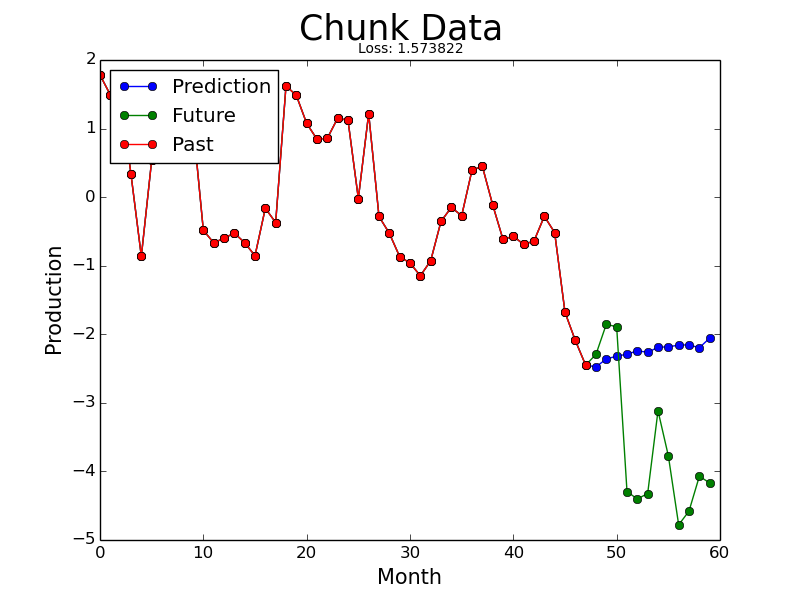 Chunk Data
Loss: 1.573822
Prediction
Future
Past
2
1
0
−1
−2
−3
−4
−5
Production
0 10 20 30 40 50 60
Month